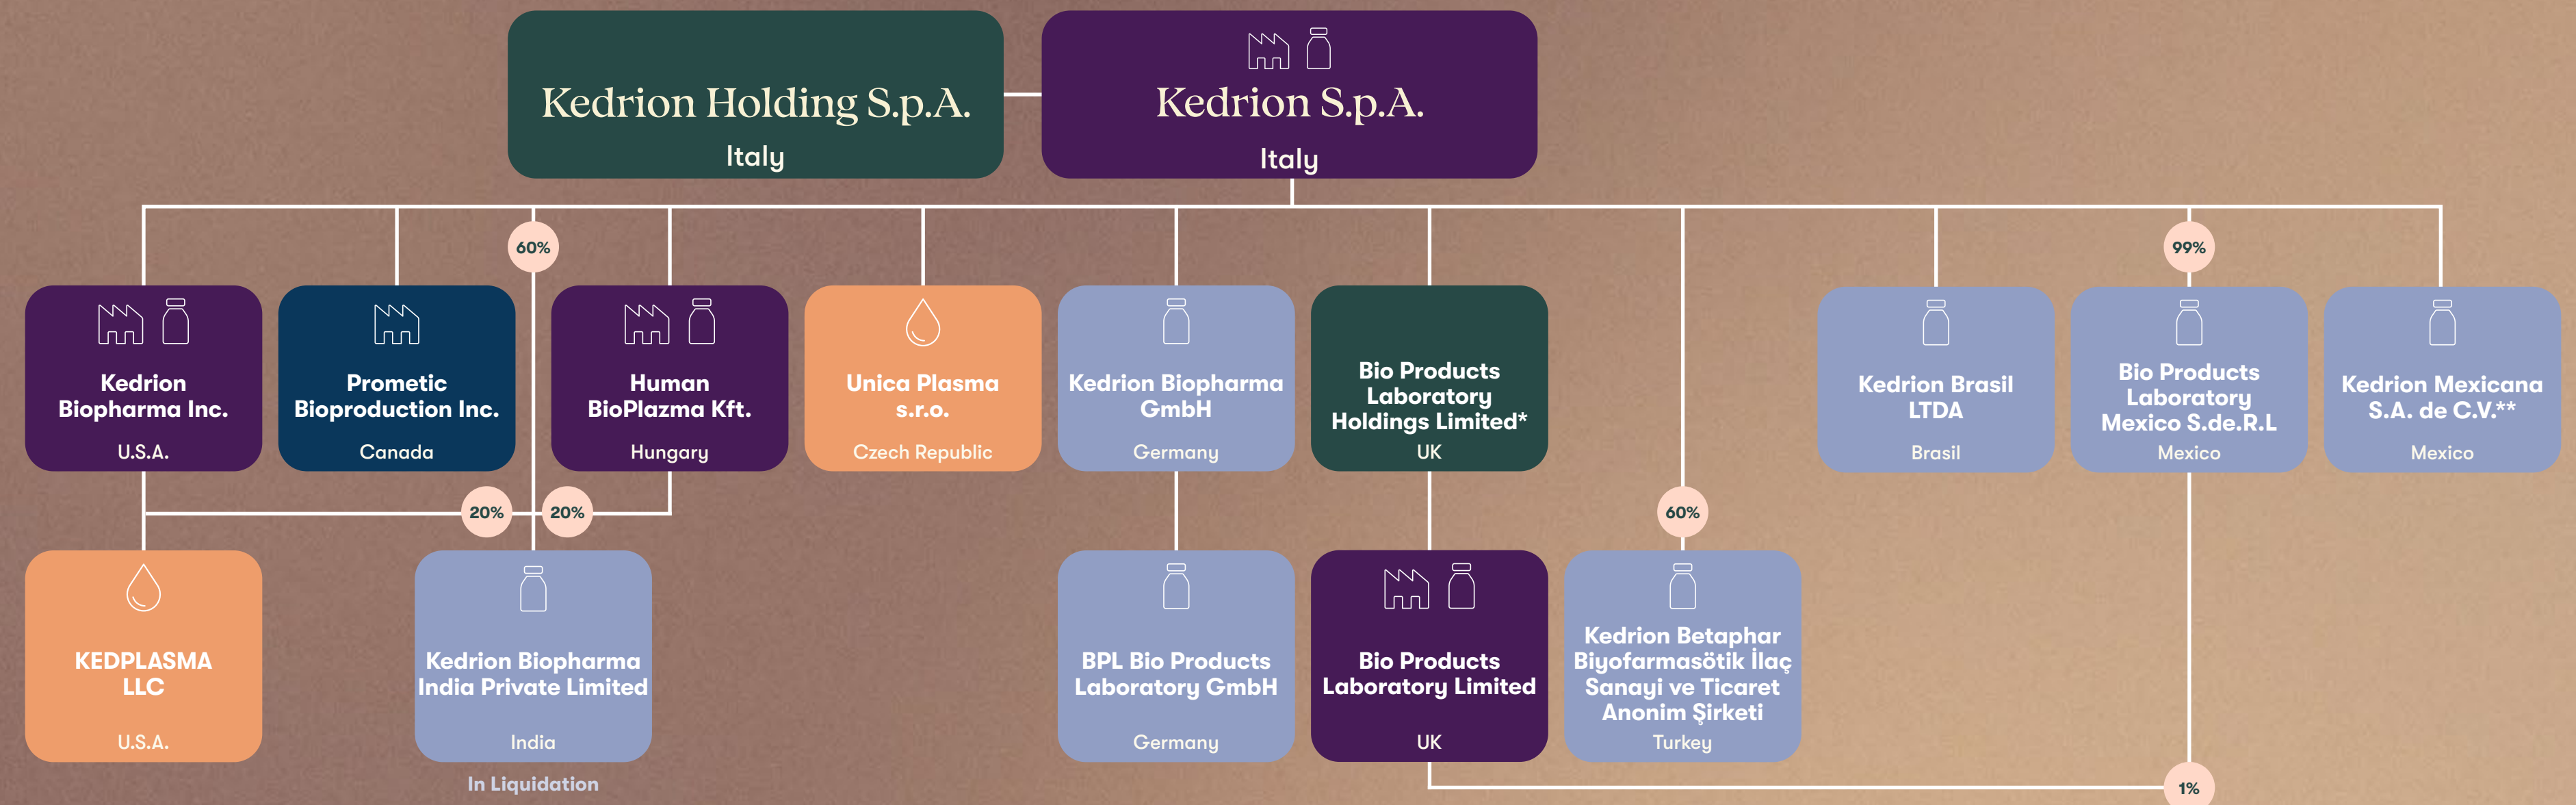 Kedrion Holding S.p.A.
Italy
Kedrion S.p.A.
Italy
60%
99%
Kedrion
Biopharma Inc.
U.S.A.
Prometic
Bioproduction Inc.
Canada
Human
BioPlazma Kft.
Hungary
Unica Plasma
s.r.o.
Czech Republic
Kedrion Biopharma
GmbH
Germany
Bio Products
Laboratory
Holdings Limited*
UK
Kedrion Brasil
LTDA
Brasil
Bio Products
Laboratory
Mexico S.de.R.L
Mexico
Kedrion Mexicana
S.A. de C.V.**
Mexico
20%
20%
60%
KEDPLASMA
LLC
U.S.A.
Kedrion Biopharma
India Private Limited
India
In Liquidation
BPL Bio Products
Laboratory GmbH
Germany
Bio Products
Laboratory Limited
UK
Kedrion Betaphar
Biyofarmasötik İlaç
Sanayi ve Ticaret
Anonim Şirketi
Turkey
1%